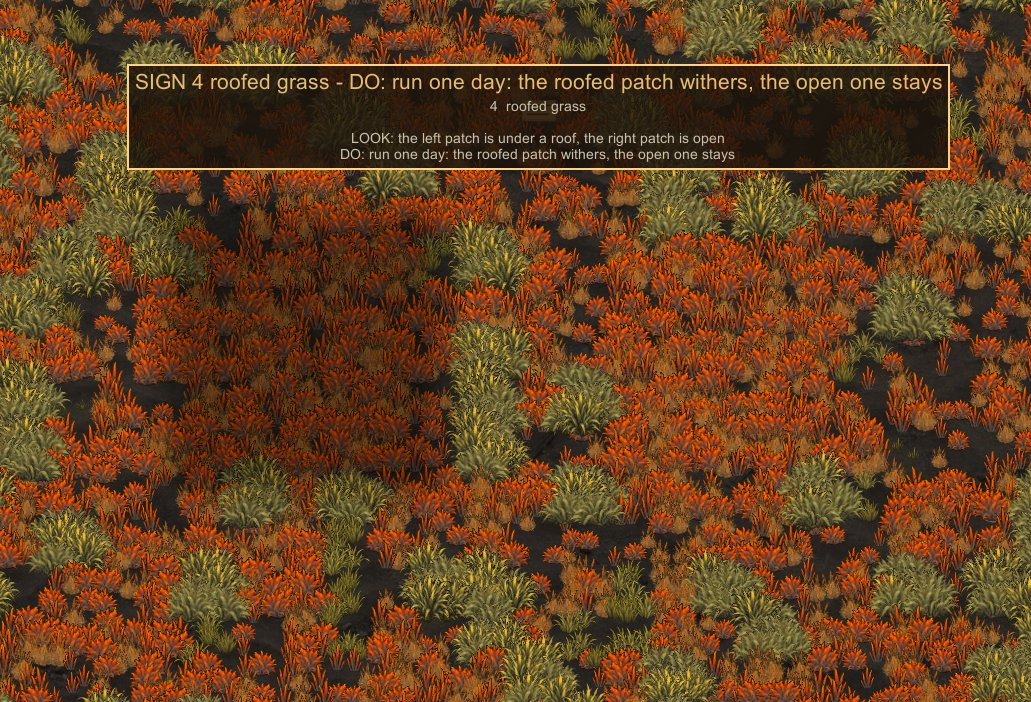 SIGN 4 roofed grass - DO: run one day: the roofed patch withers, the open one stays
4 roofed grass
LOOK: the left patch is under a roof, the right patch is open
DO: run one day: the roofed patch withers, the open one stays